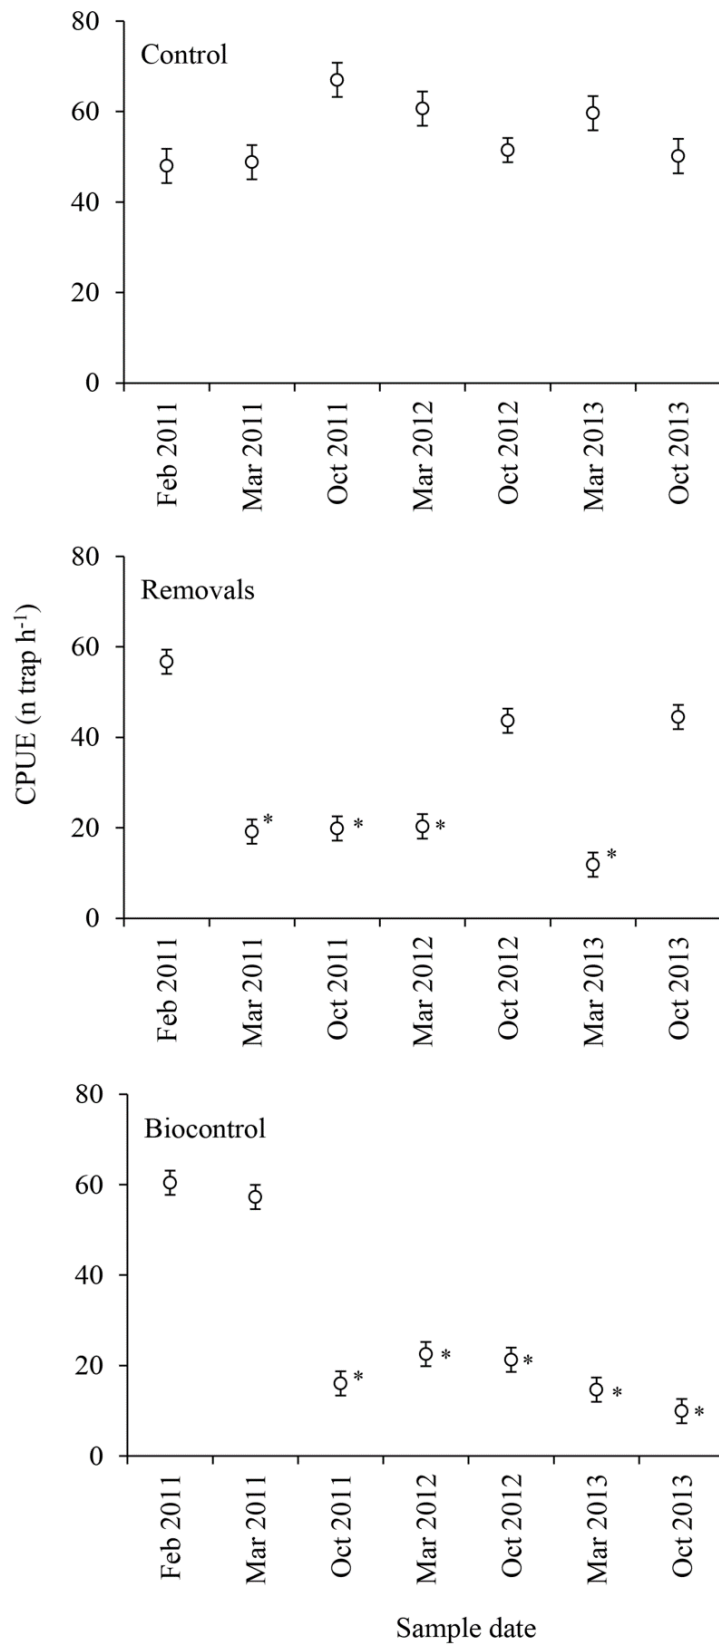 Control
80
60
40
20
0
Feb 2011
Mar 2011
Oct 2011
Mar 2012
Oct 2012
Mar 2013
Oct 2013
CPUE (n trap h⁻¹)
Removals
80
60
40
20
0
* * * *
Feb 2011
Mar 2011
Oct 2011
Mar 2012
Oct 2012
Mar 2013
Oct 2013
Biocontrol
80
60
40
20
0
* * * * *
Feb 2011
Mar 2011
Oct 2011
Mar 2012
Oct 2012
Mar 2013
Oct 2013
Sample date